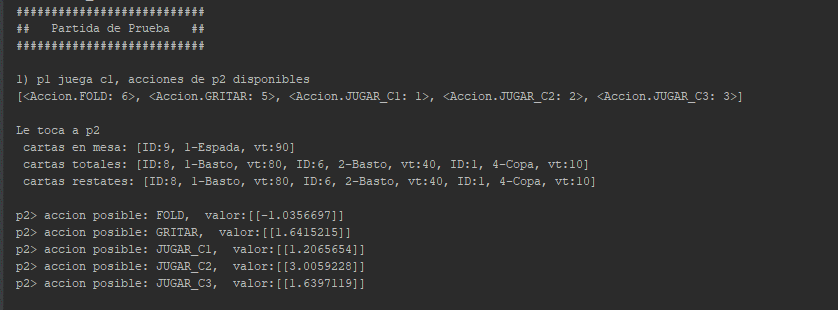 ###########################
##   Partida de Prueba   ##
###########################
1) p1 juega c1, acciones de p2 disponibles
[<Accion.FOLD: 6>, <Accion.GRITAR: 5>, <Accion.JUGAR_C1: 1>, <Accion.JUGAR_C2: 2>, <Accion.JUGAR_C3: 3>]
Le toca a p2
cartas en mesa: [ID:9, 1-Espada, vt:90]
cartas totales: [ID:8, 1-Basto, vt:80, ID:6, 2-Basto, vt:40, ID:1, 4-Copa, vt:10]
cartas restates: [ID:8, 1-Basto, vt:80, ID:6, 2-Basto, vt:40, ID:1, 4-Copa, vt:10]
p2> accion posible: FOLD,  valor:[[-1.0356697]]
p2> accion posible: GRITAR,  valor:[[1.6415215]]
p2> accion posible: JUGAR_C1,  valor:[[1.2065654]]
p2> accion posible: JUGAR_C2,  valor:[[3.0059228]]
p2> accion posible: JUGAR_C3,  valor:[[1.6397119]]